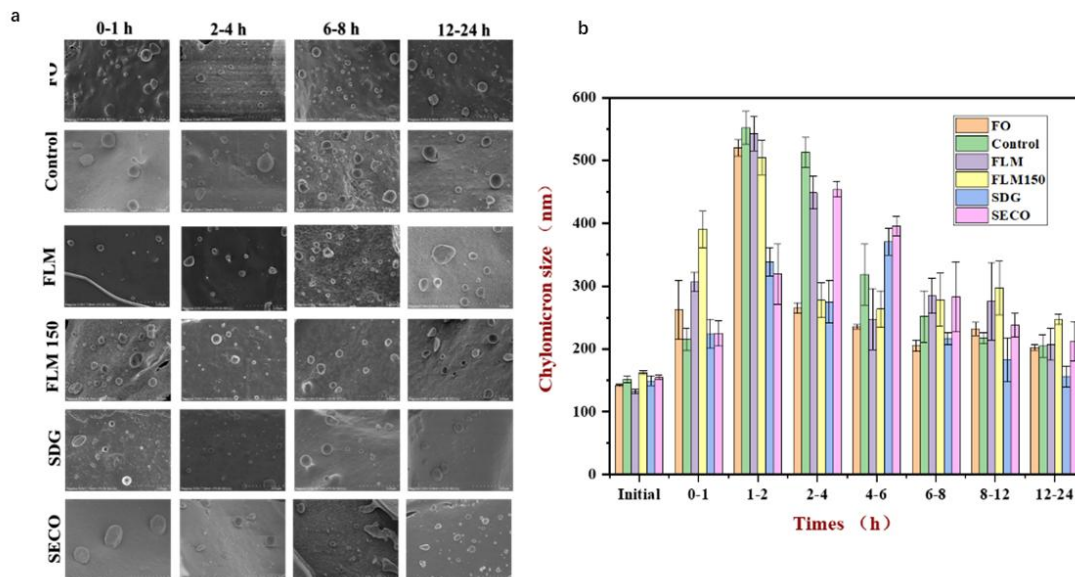 a
0-1 h 2-4 h 6-8 h 12-24 h
FO
Control
FLM
FLM 150
SDG
SECO
b
600
500
400
300
200
100
0
Chylomicron size (nm)
FO
Control
FLM
FLM150
SDG
SECO
Initial 0-1 1-2 2-4 4-6 6-8 8-12 12-24
Times （h）